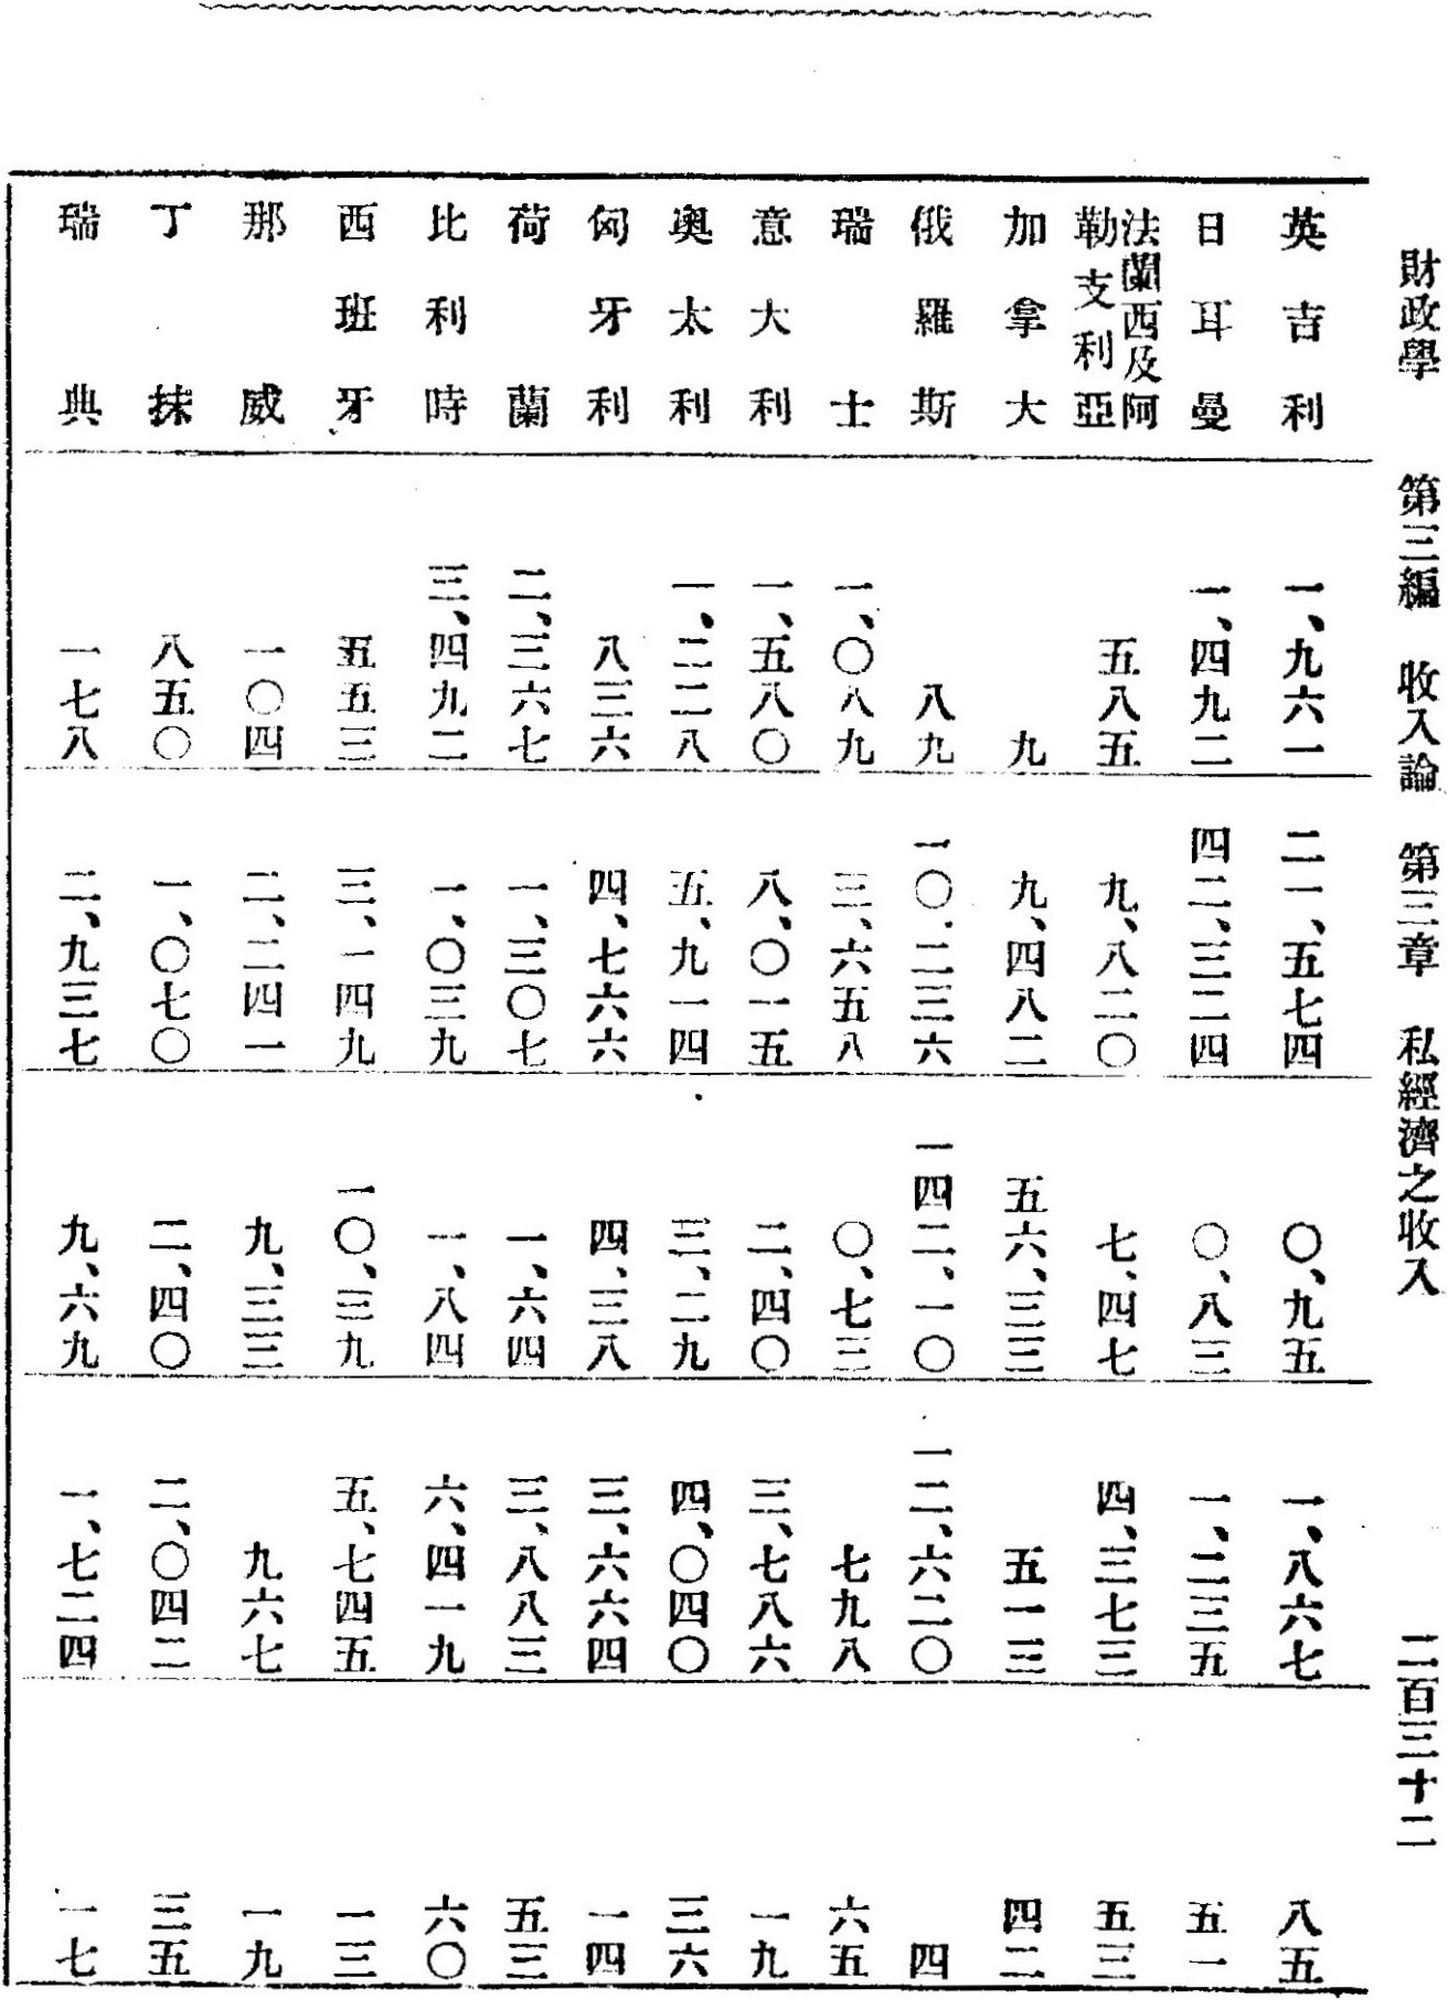 財政學 第三編 收入論 第三章 私經濟之收入 二百三十二
英吉利 一、九六一 二一、五七四 〇、九五 一、八六七 八五
日耳曼 一、四九二 四二、三二四 〇、八三 一、二三五 五一
法蘭西及阿
勒支利亞 五八五 九、八二〇 七、四七 四、三七三 五三
加拿大 九 九、四八二 五六、三三 五一三 四二
俄羅斯 八九 一〇、二三六 一四二、一〇 一二、六二〇 四
瑞士 一、〇八九 三、六五八 〇、七三 七九八 六五
意大利 一、五八〇 八、〇一五 二、四〇 三、七八六 一九
奧太利 一、二二八 五、九一四 三、二九 四、〇四〇 三六
匈牙利 八三六 四、七六六 四、三八 三、六六四 一四
荷蘭 二、三六七 一、三〇七 一、六四 三、八八三 五三
比利時 三、四九二 一、〇三九 一、八四 六、四一九 六〇
西班牙 五五三 三、一四九 一〇、三九 五、七四五 一三
那威 一〇四 二、二四一 九、三三 九六七 一九
丁抹 八五〇 一、〇七〇 二、四〇 二、〇四二 三五
瑞典 一七八 二、九三七 九、六九 一、七二四 一七